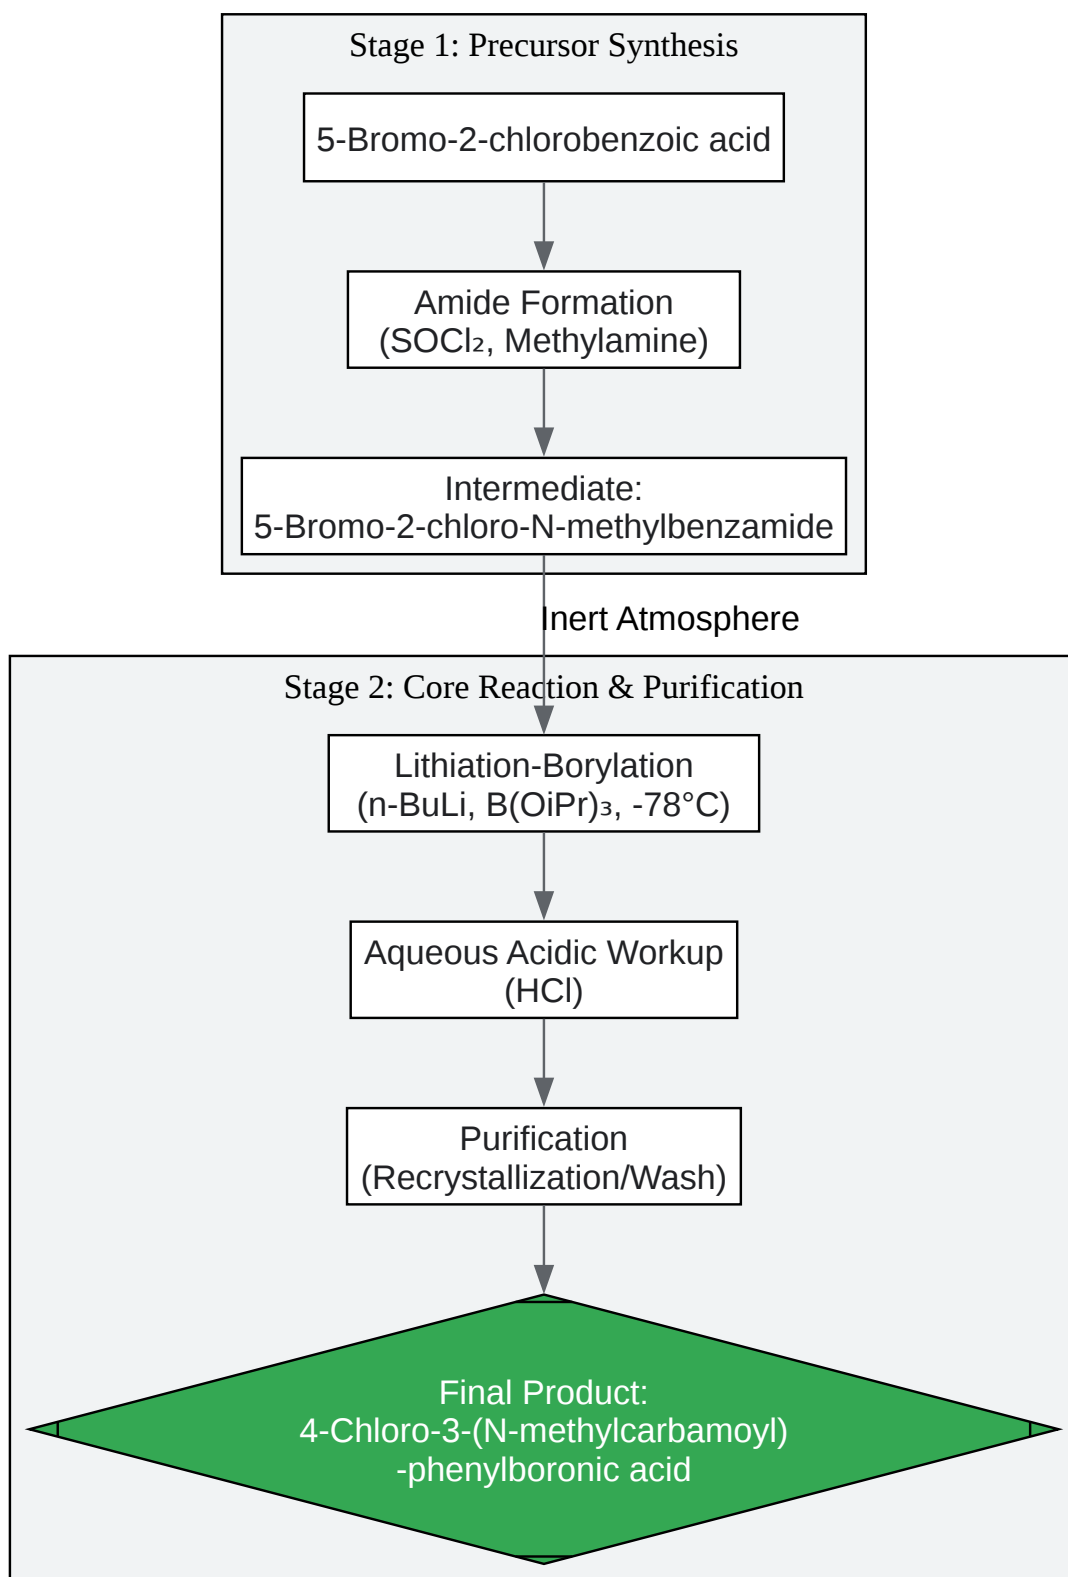 Stage 1: Precursor Synthesis
5-Bromo-2-chlorobenzoic acid
Amide Formation
(SOCl₂, Methylamine)
Intermediate:
5-Bromo-2-chloro-N-methylbenzamide
Inert Atmosphere
Stage 2: Core Reaction & Purification
Lithiation-Borylation
(n-BuLi, B(OiPr)₃, -78°C)
Aqueous Acidic Workup
(HCl)
Purification
(Recrystallization/Wash)
Final Product:
4-Chloro-3-(N-methylcarbamoyl)
-phenylboronic acid